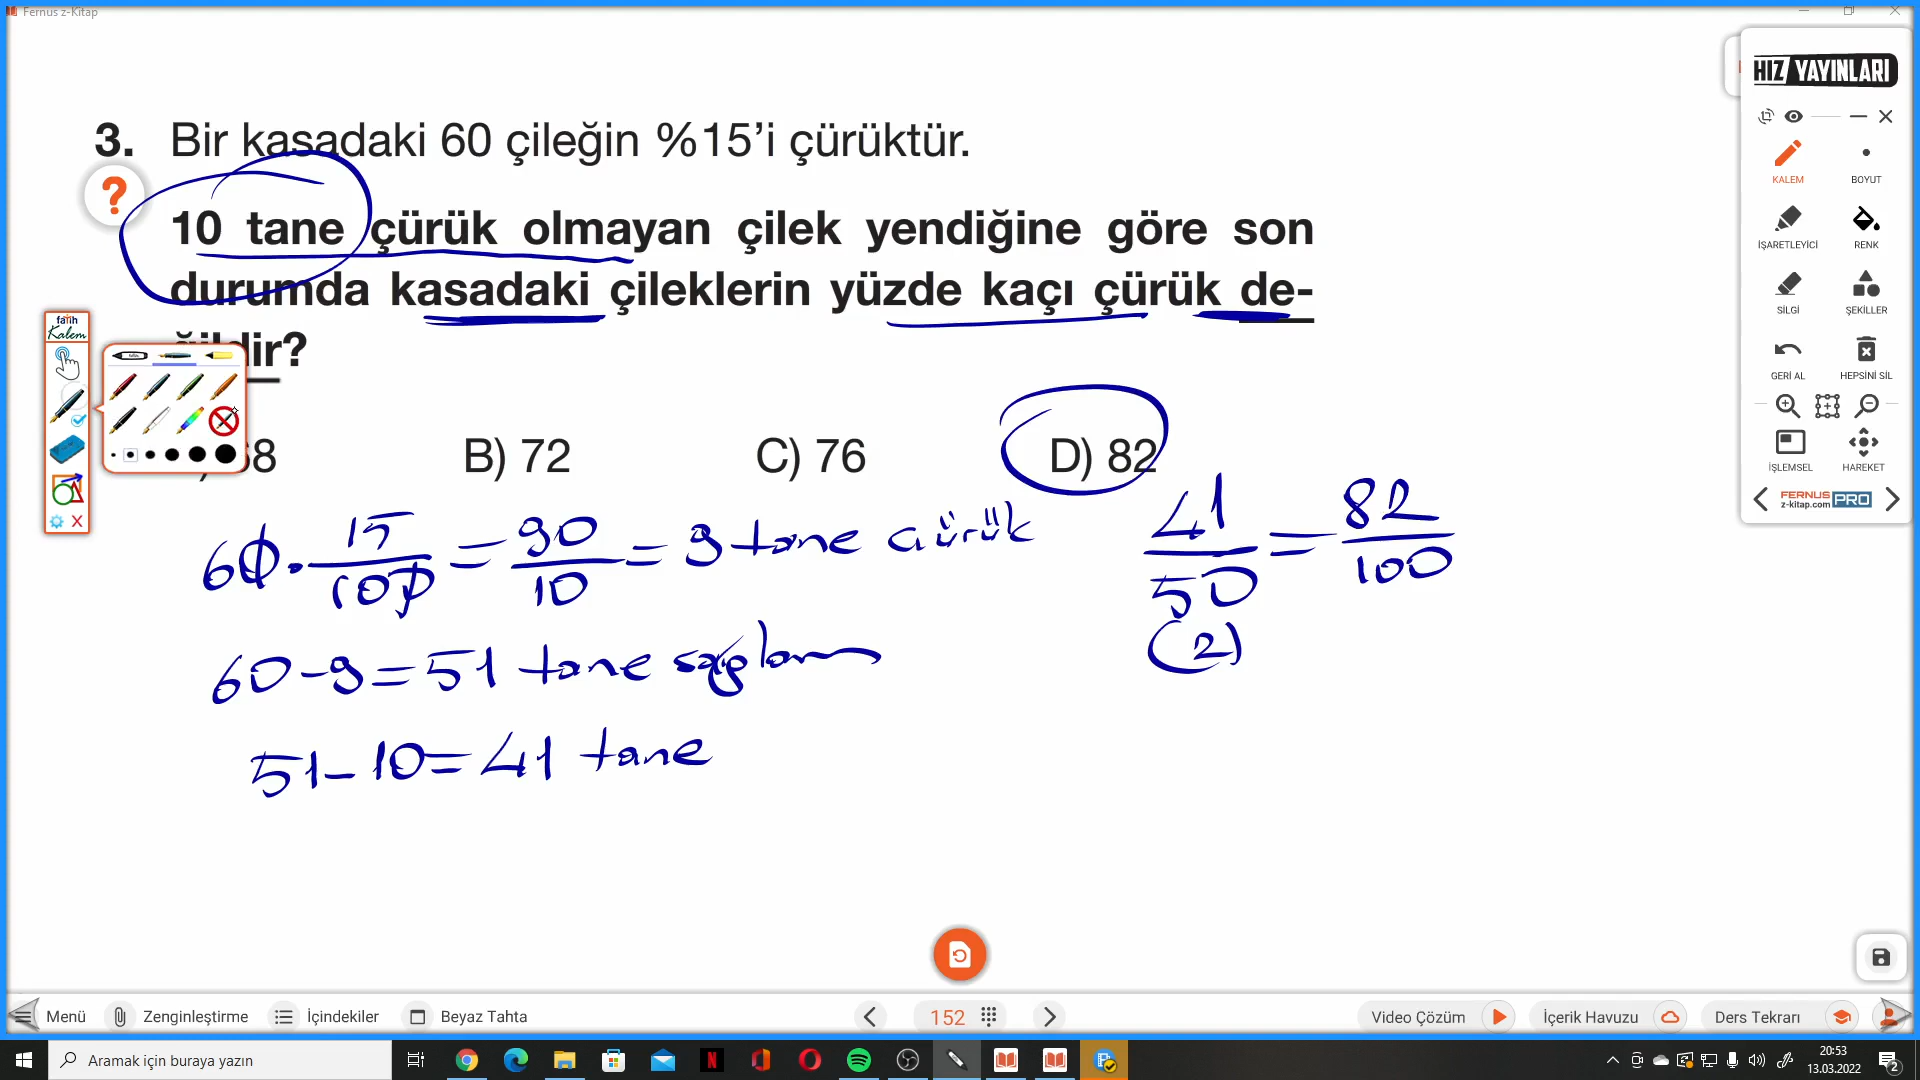 Fernus z-Kitap
HIZ YAYINLARI
3. Bir kasadaki 60 çileğin %15'i çürüktür.
10 tane çürük olmayan çilek yendiğine göre son
durumda kasadaki çileklerin yüzde kaçı çürük de-
ğildir?
68 B) 72 C) 76 D) 82
60 · 15/100 = 90/10 = 9 tane çürük
60 - 9 = 51 tane sağlam
51 - 10 = 41 tane
41/50 = 82/100
(2)
fatih
Kalem
KALEM BOYUT
İŞARETLEYİCİ RENK
SİLGİ ŞEKİLLER
GERİ AL HEPSİNİ SİL
İŞLEMSEL HAREKET
FERNUS PRO
z-kitap.com
Menü Zenginleştirme İçindekiler Beyaz Tahta 152 Video Çözüm İçerik Havuzu Ders Tekrarı
Aramak için buraya yazın
20:53
13.03.2022
2